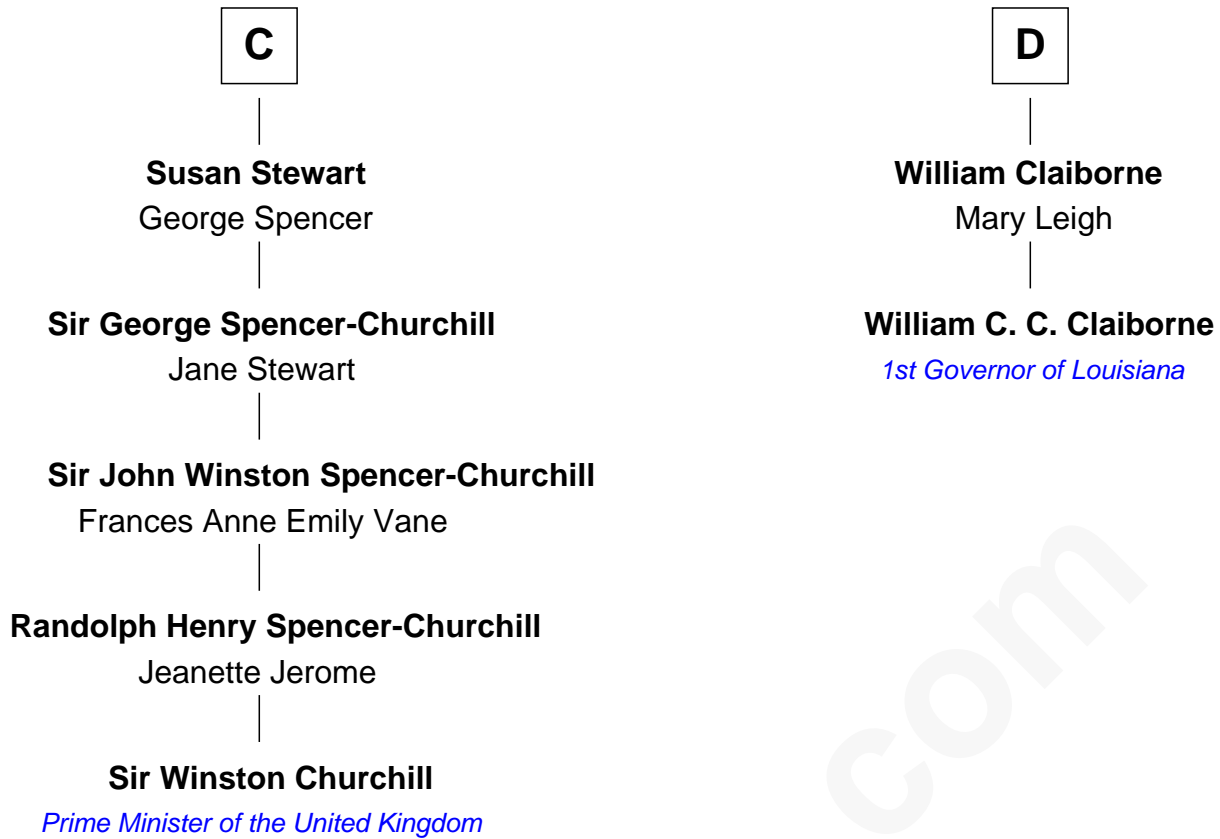 C
Susan Stewart
George Spencer
Sir George Spencer-Churchill
Jane Stewart
Sir John Winston Spencer-Churchill
Frances Anne Emily Vane
Randolph Henry Spencer-Churchill
Jeanette Jerome
Sir Winston Churchill
Prime Minister of the United Kingdom
D
William Claiborne
Mary Leigh
William C. C. Claiborne
1st Governor of Louisiana
com